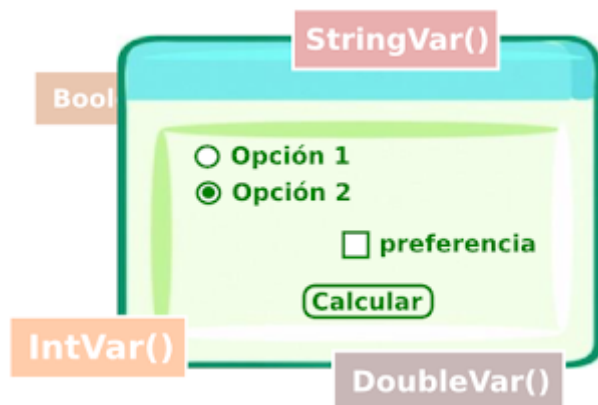 StringVar()
Bool
Opción 1
Opción 2
preferencia
Calcular
IntVar()
DoubleVar()